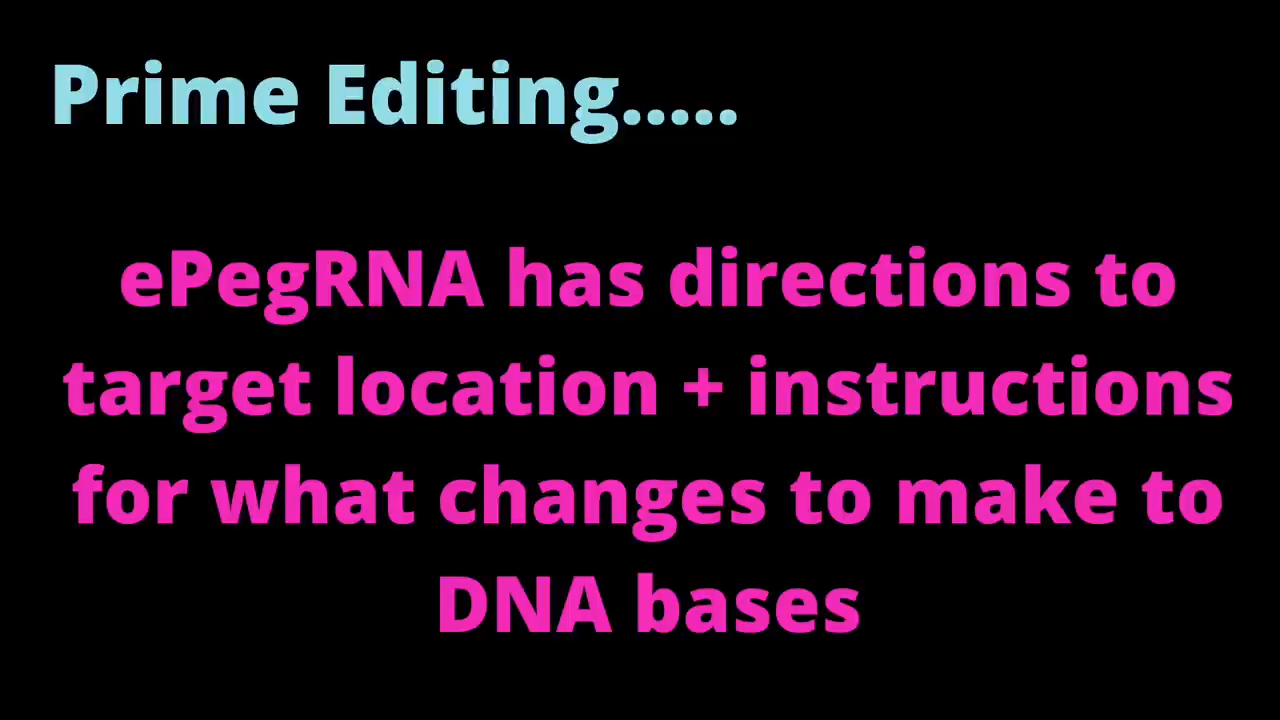 Prime Editing.....
ePegRNA has directions to
target location + instructions
for what changes to make to
DNA bases